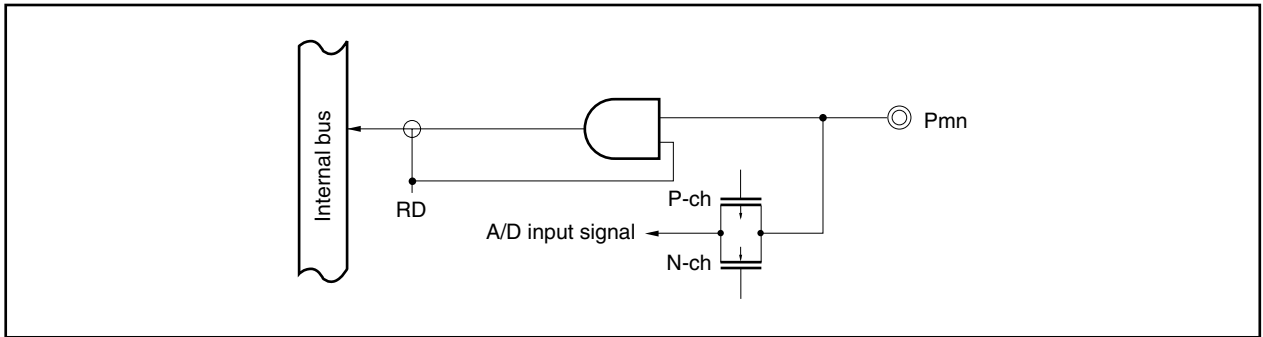 Internal bus
Pmn
RD
P-ch
A/D input signal
N-ch